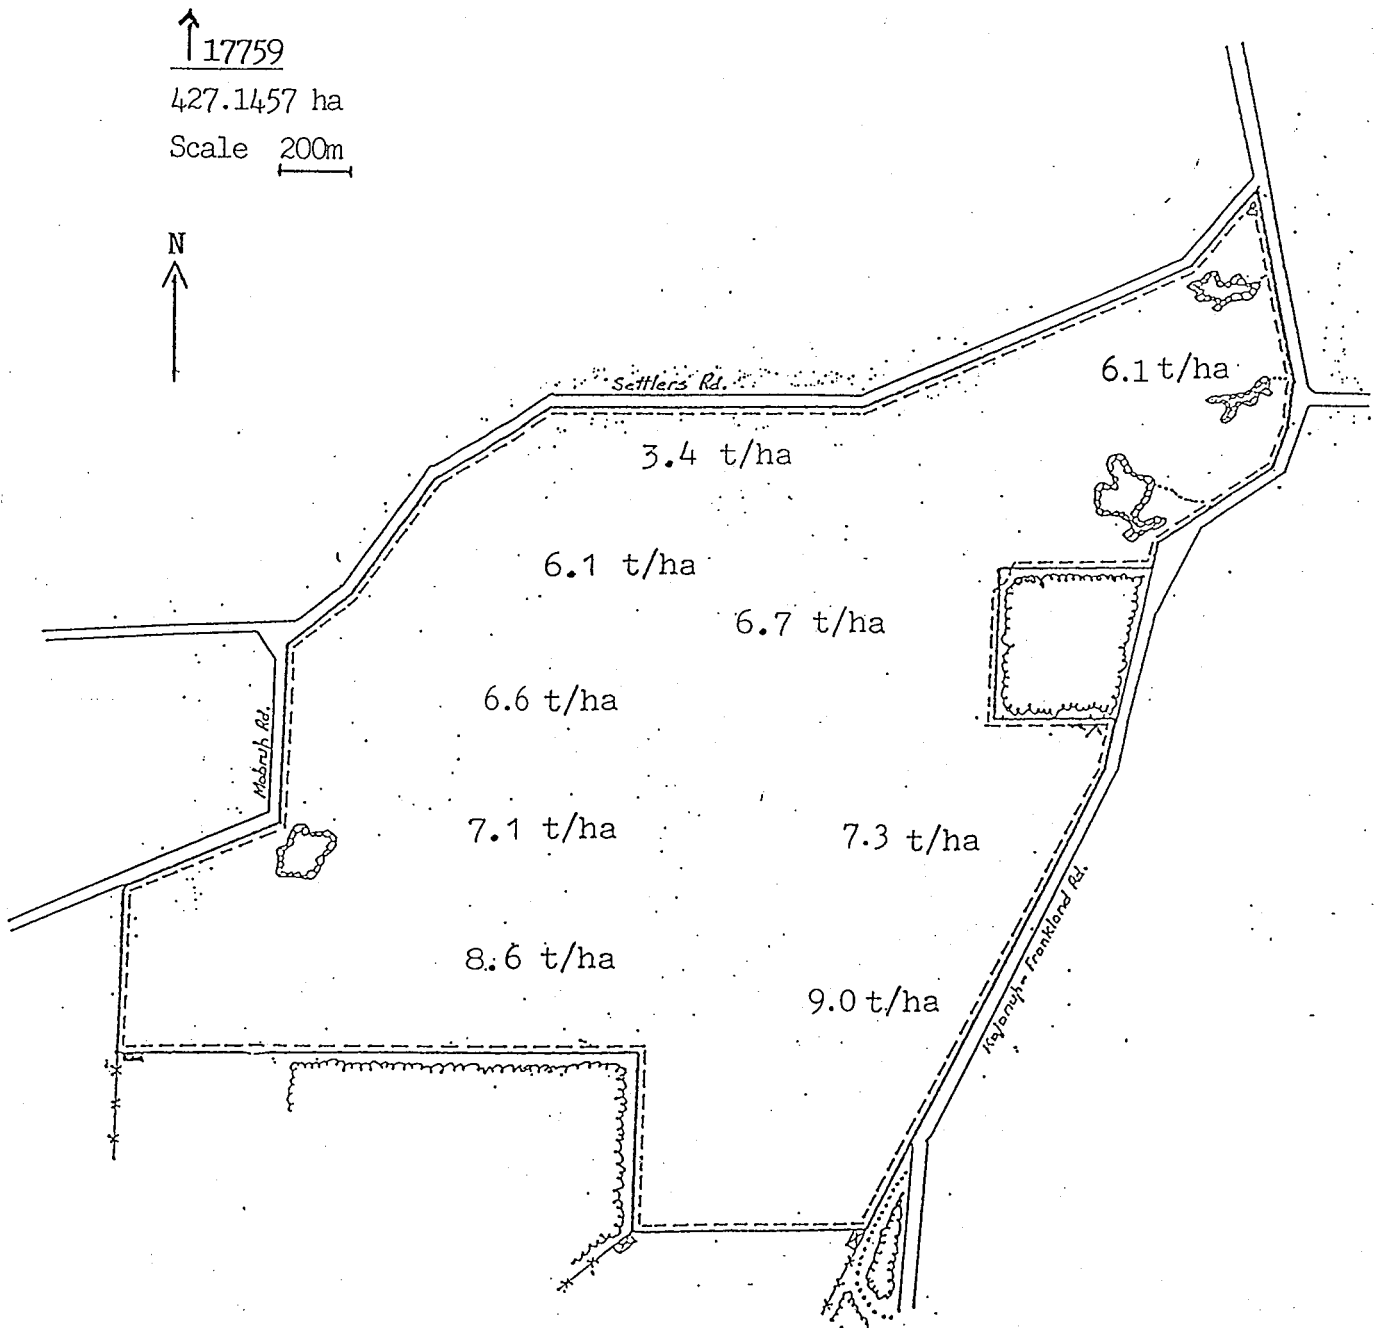 17759
427.1457 ha
Scale 200m
N
6.1 t/ha
Settlers Rd.
3.4 t/ha
6.1 t/ha
6.7 t/ha
6.6 t/ha
Mobrup Rd.
7.1 t/ha
7.3 t/ha
Kojonup-Frankland Rd.
8.6 t/ha
9.0 t/ha